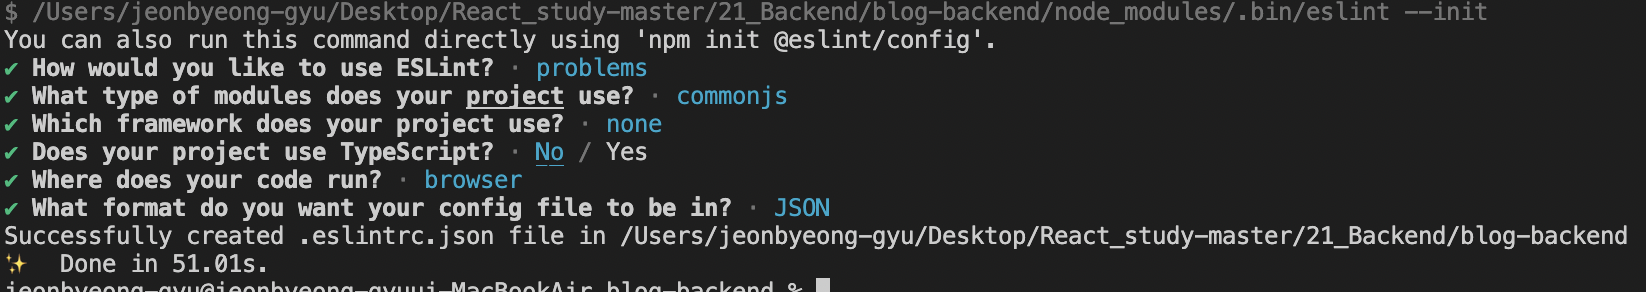 $ /Users/jeonbyeong-gyu/Desktop/React_study-master/21_Backend/blog-backend/node_modules/.bin/eslint --init
You can also run this command directly using 'npm init @eslint/config'.
✔ How would you like to use ESLint? · problems
✔ What type of modules does your project use? · commonjs
✔ Which framework does your project use? · none
✔ Does your project use TypeScript? · No / Yes
✔ Where does your code run? · browser
✔ What format do you want your config file to be in? · JSON
Successfully created .eslintrc.json file in /Users/jeonbyeong-gyu/Desktop/React_study-master/21_Backend/blog-backend
✨ Done in 51.01s.
jeonbyeong-gyu@jeonbyeong-gyuui-MacBookAir blog-backend %